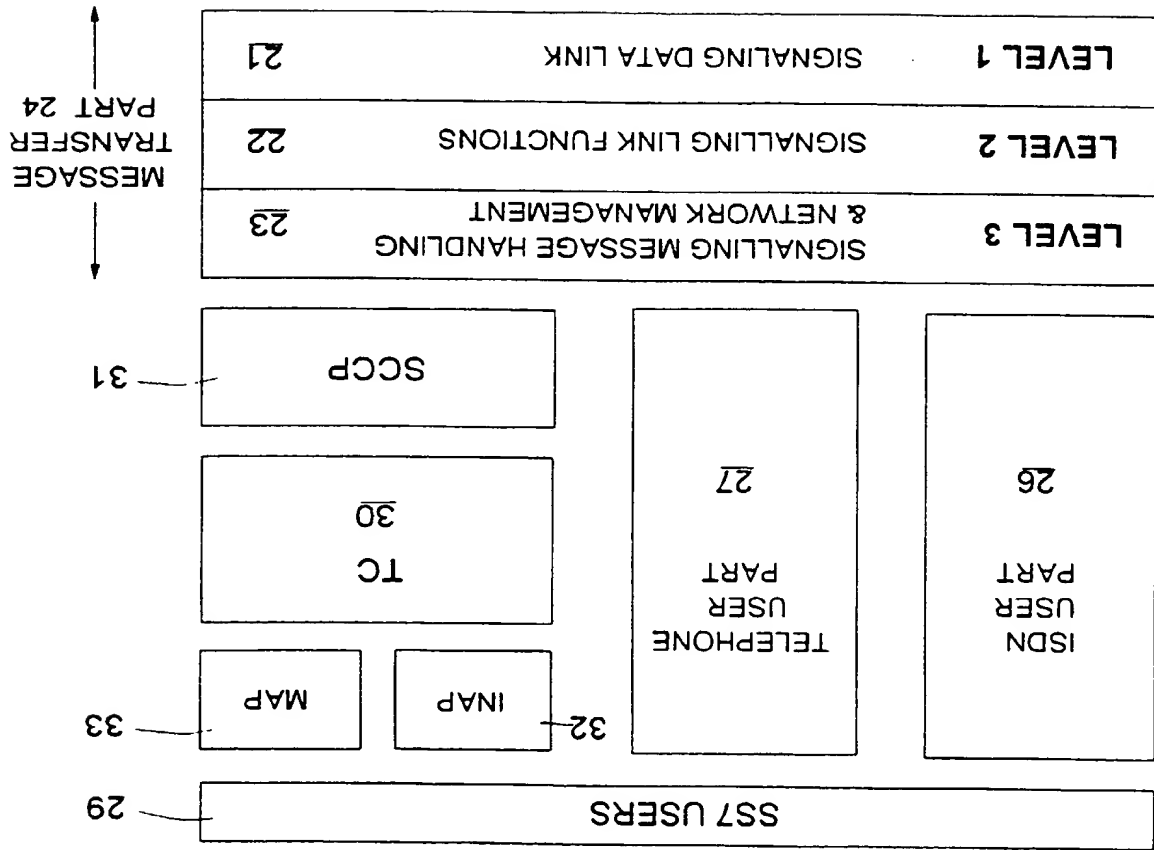 SS7 USERS
29
ISDN
USER
PART
26
TELEPHONE
USER
PART
27
32
INAP
MAP
33
TC
30
SCCP
31
LEVEL 3
SIGNALLING MESSAGE HANDLING
& NETWORK MANAGEMENT
23
LEVEL 2
SIGNALLING LINK FUNCTIONS
22
LEVEL 1
SIGNALING DATA LINK
21
MESSAGE
TRANSFER
PART 24